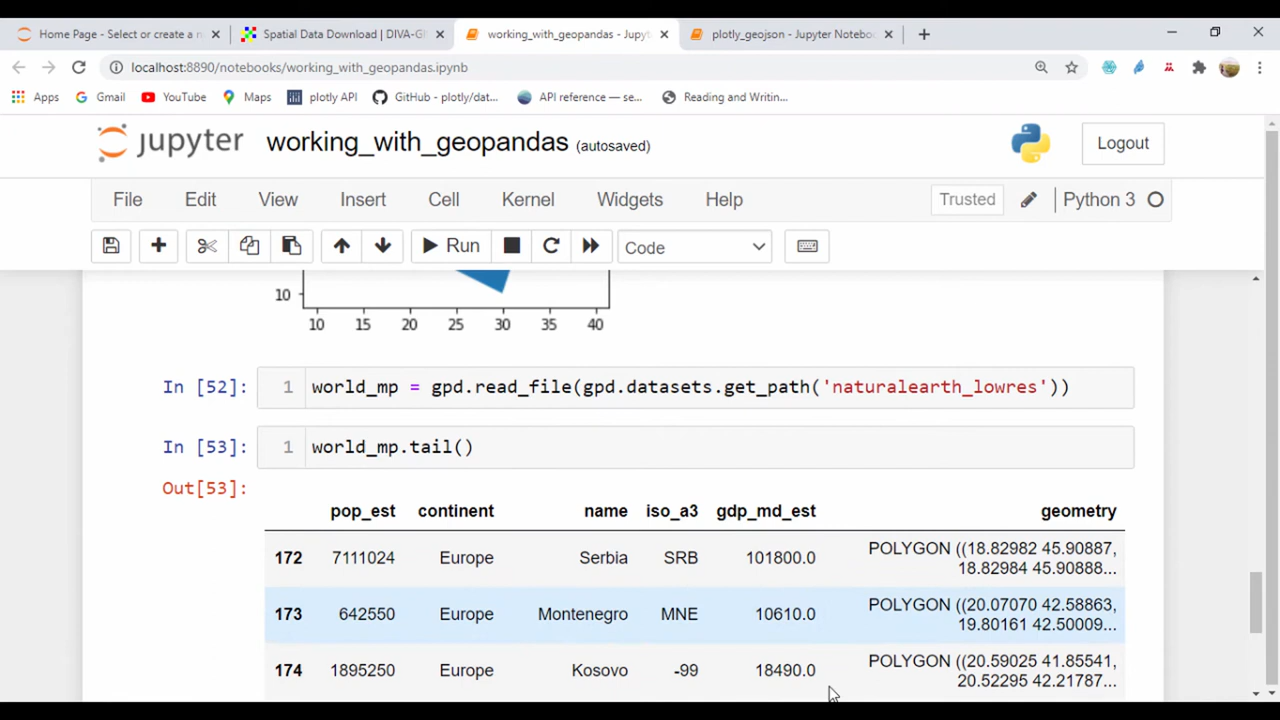 Home Page - Select or create a n
Spatial Data Download | DIVA-GI
working_with_geopandas - Jupyt
plotly_geojson - Jupyter Notebook
localhost:8890/notebooks/working_with_geopandas.ipynb
Apps Gmail YouTube Maps plotly API GitHub - plotly/dat... API reference — se... Reading and Writin...
jupyter working_with_geopandas (autosaved) Logout
File Edit View Insert Cell Kernel Widgets Help Trusted Python 3
Run Code
10
10 15 20 25 30 35 40
In [52]: 1 world_mp = gpd.read_file(gpd.datasets.get_path('naturalearth_lowres'))
In [53]: 1 world_mp.tail()
Out[53]:
pop_est continent name iso_a3 gdp_md_est geometry
172 7111024 Europe Serbia SRB 101800.0 POLYGON ((18.82982 45.90887,
18.82984 45.90888...
173 642550 Europe Montenegro MNE 10610.0 POLYGON ((20.07070 42.58863,
19.80161 42.50009...
174 1895250 Europe Kosovo -99 18490.0 POLYGON ((20.59025 41.85541,
20.52295 42.21787...